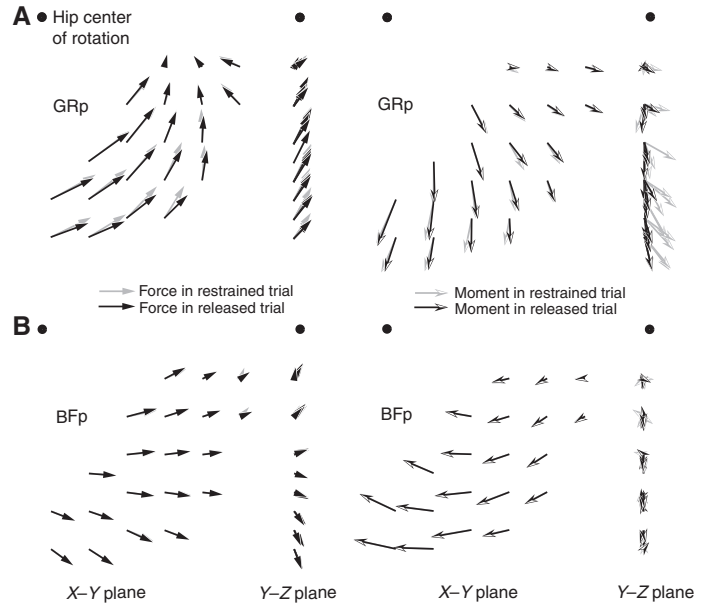 A
Hip center
of rotation
GRp
GRp
Force in restrained trial
Force in released trial
Moment in restrained trial
Moment in released trial
B
BFp
BFp
X–Y plane
Y–Z plane
X–Y plane
Y–Z plane